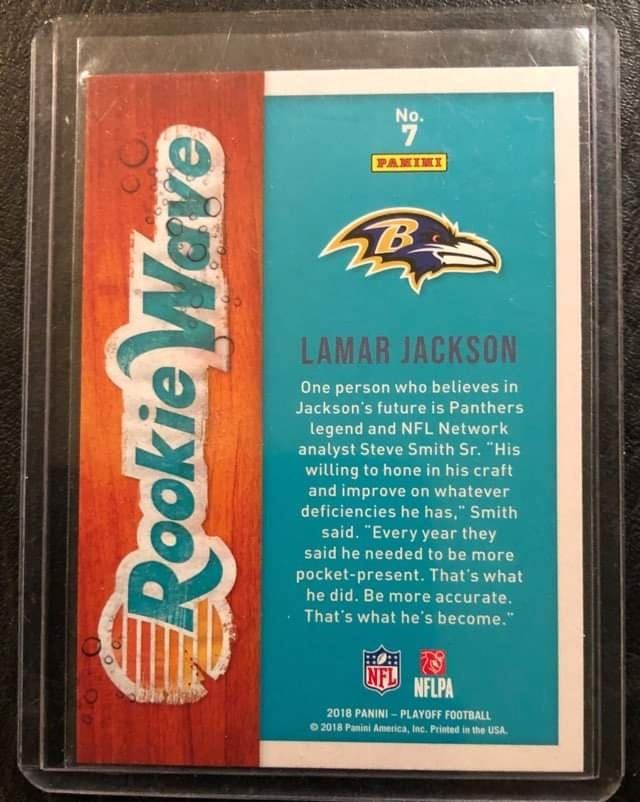 Rookie Wave
No.
7
PANINI
B
LAMAR JACKSON
One person who believes in
Jackson's future is Panthers
legend and NFL Network
analyst Steve Smith Sr. "His
willing to hone in his craft
and improve on whatever
deficiencies he has," Smith
said. "Every year they
said he needed to be more
pocket-present. That's what
he did. Be more accurate.
That's what he's become."
NFL
NFLPA
2018 PANINI – PLAYOFF FOOTBALL
© 2018 Panini America, Inc. Printed in the USA.